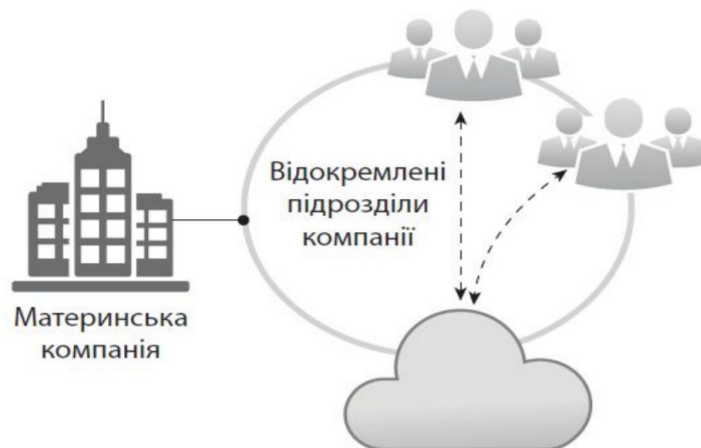 Відокремлені
підрозділи
компанії
Материнська
компанія